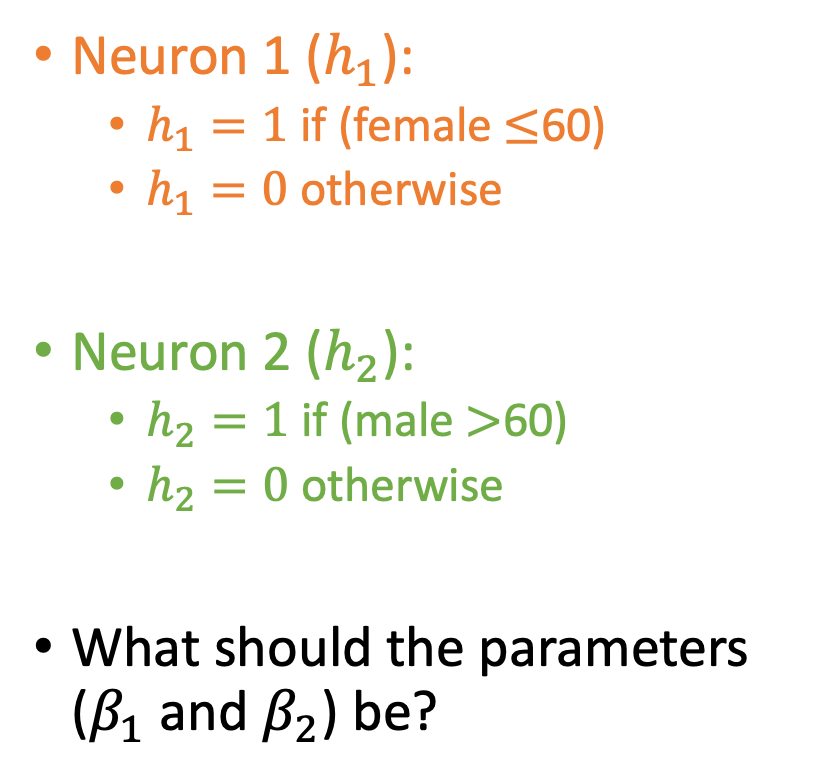 • Neuron 1 (ℎ₁):
• ℎ₁ = 1 if (female ≤60)
• ℎ₁ = 0 otherwise
• Neuron 2 (ℎ₂):
• ℎ₂ = 1 if (male >60)
• ℎ₂ = 0 otherwise
• What should the parameters
(𝛽₁ and 𝛽₂) be?